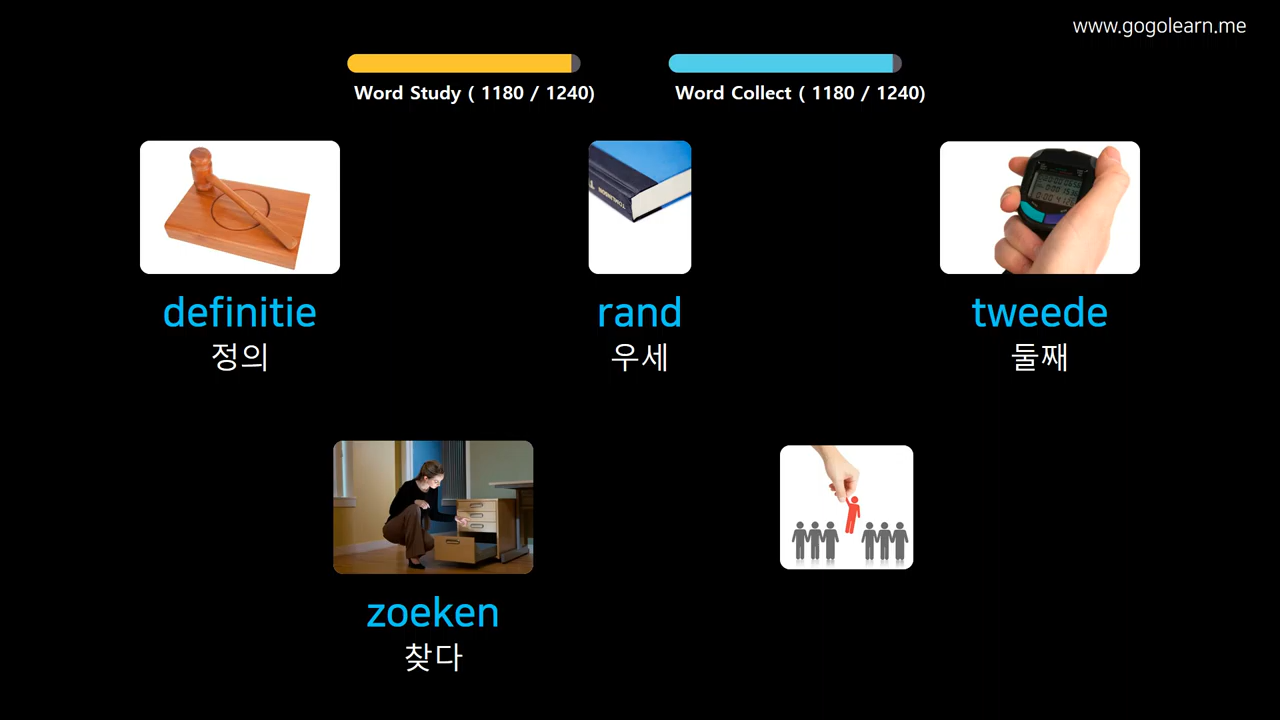 www.gogolearn.me
Word Study ( 1180 / 1240)
Word Collect ( 1180 / 1240)
definitie
정의
rand
우세
tweede
둘째
zoeken
찾다